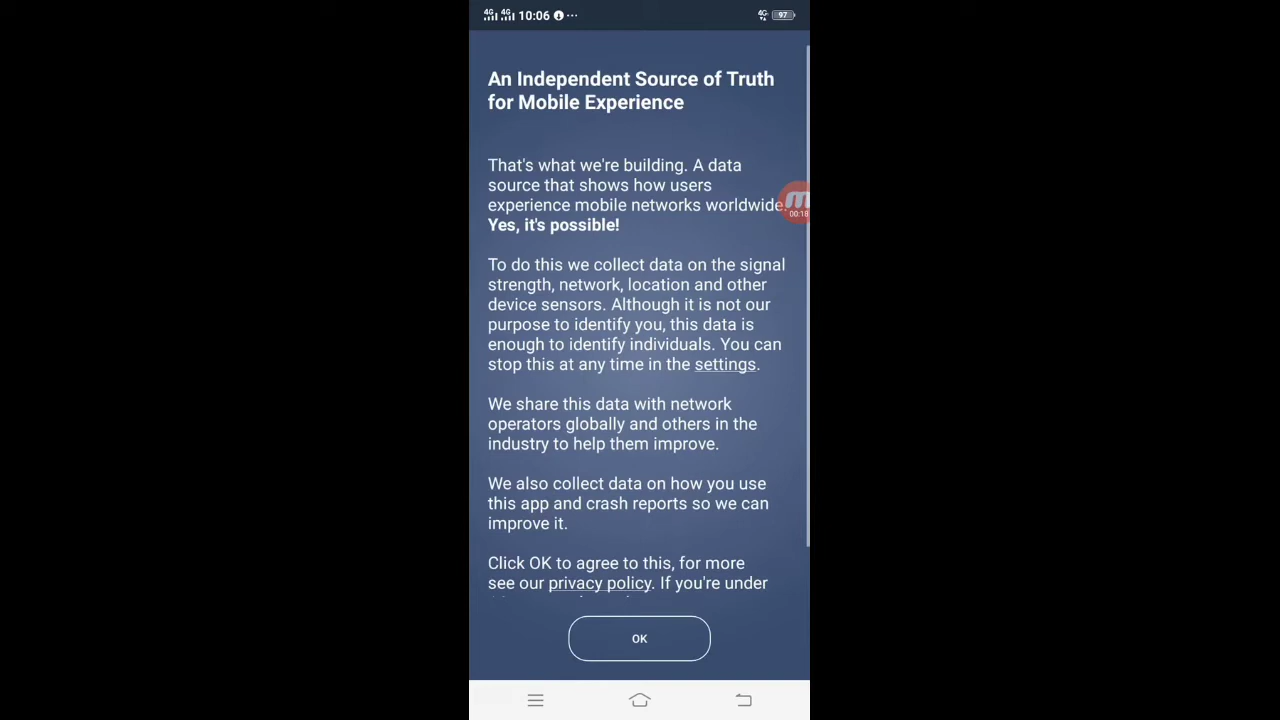 4G 4G 10:06 ... 4G 97
An Independent Source of Truth
for Mobile Experience
That's what we're building. A data
source that shows how users
experience mobile networks worldwide.
Yes, it's possible!
00:18
To do this we collect data on the signal
strength, network, location and other
device sensors. Although it is not our
purpose to identify you, this data is
enough to identify individuals. You can
stop this at any time in the settings.
We share this data with network
operators globally and others in the
industry to help them improve.
We also collect data on how you use
this app and crash reports so we can
improve it.
Click OK to agree to this, for more
see our privacy policy. If you're under
OK